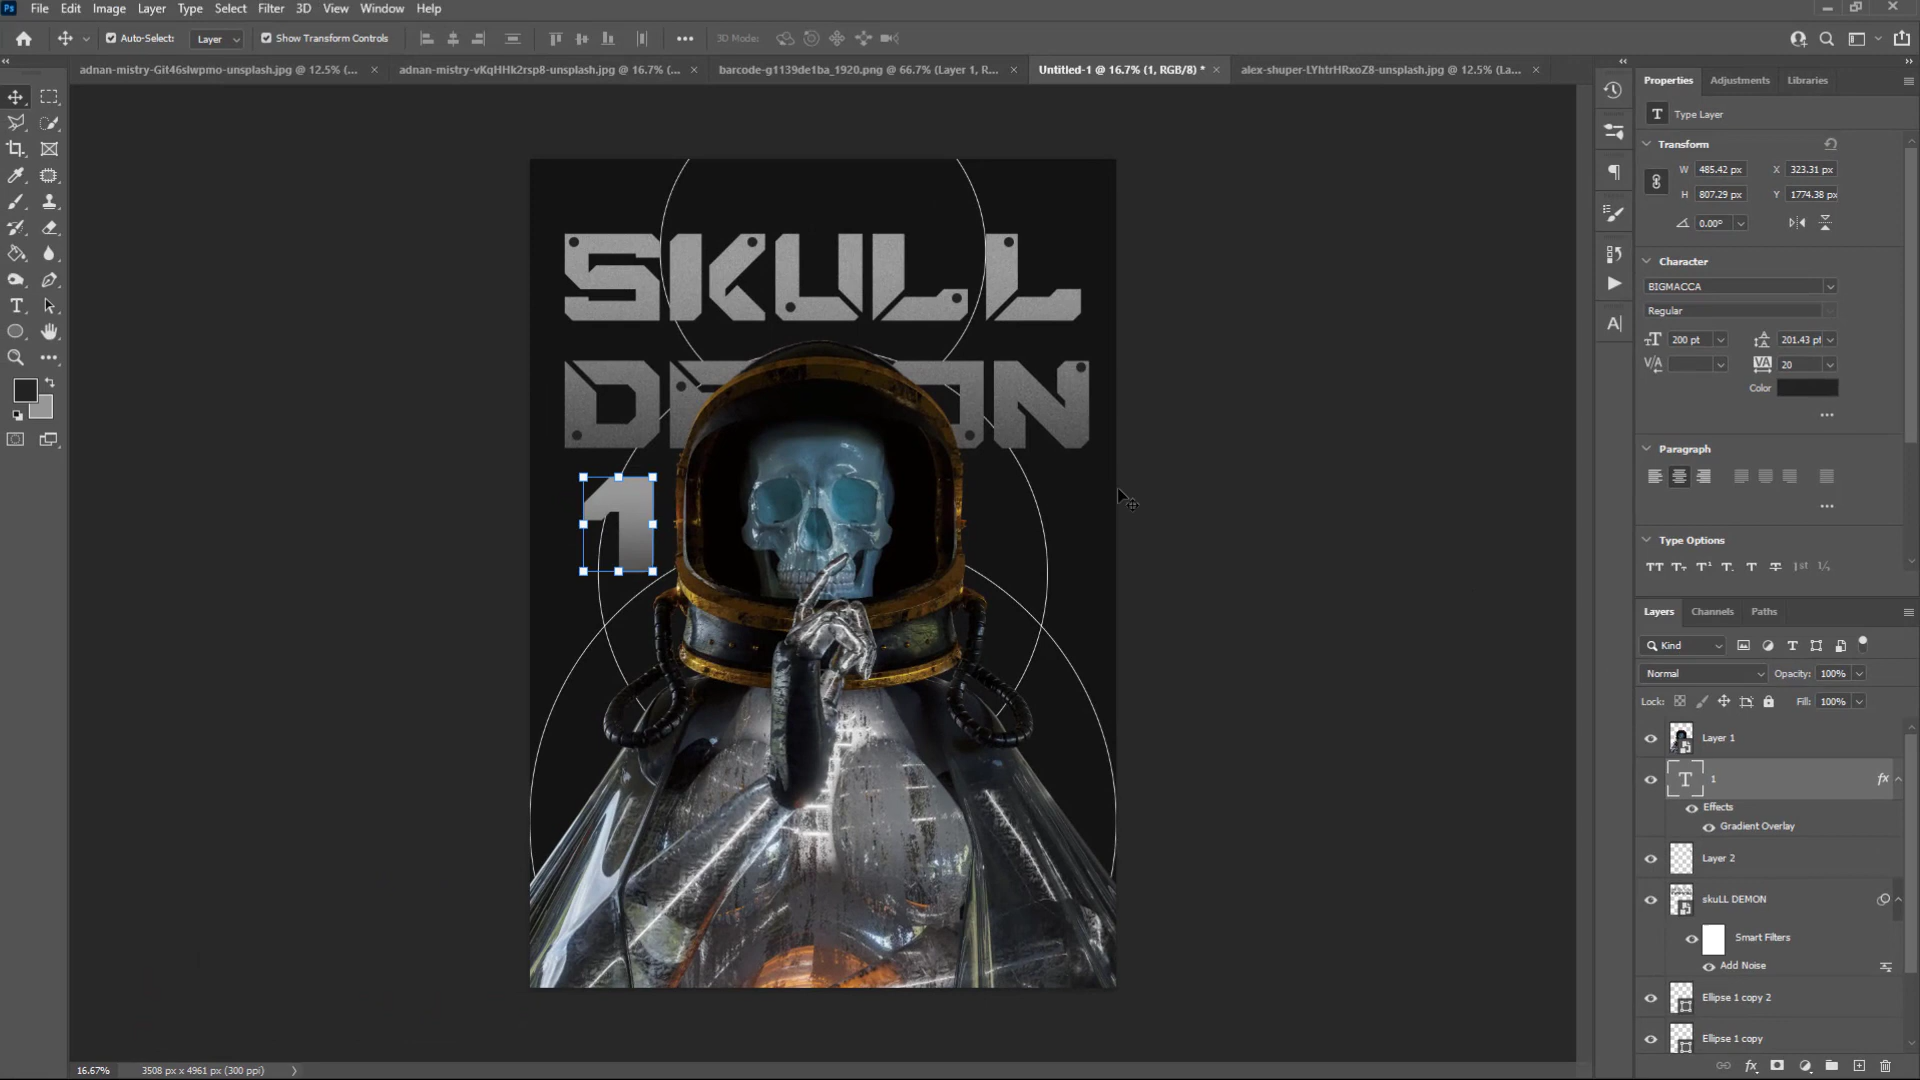 Ps File Edit Image Layer Type Select Filter 3D View Window Help
Auto-Select: Layer Show Transform Controls 3D Mode:
adnan-mistry-Git46slwpmo-unsplash.jpg @ 12.5% (... adnan-mistry-vKqHHk2rsp8-unsplash.jpg @ 16.7% (... barcode-g1139de1ba_1920.png @ 66.7% (Layer 1, R... Untitled-1 @ 16.7% (1, RGB/8) * alex-shuper-LYhtrHRxoZ8-unsplash.jpg @ 12.5% (La...
SKULL
DEMON
1
Properties Adjustments Libraries
T Type Layer
Transform
W 485.42 px X 323.31 px
H 807.29 px Y 1774.38 px
0.00°
Character
BIGMACCA
Regular
200 pt 201.43 pt
20
Color
Paragraph
Type Options
Layers Channels Paths
Kind
Normal Opacity: 100%
Lock: Fill: 100%
Layer 1
T 1 fx
Effects
Gradient Overlay
Layer 2
skuLL DEMON
Smart Filters
Add Noise
Ellipse 1 copy 2
Ellipse 1 copy
16.67% 3508 px x 4961 px (300 ppi)